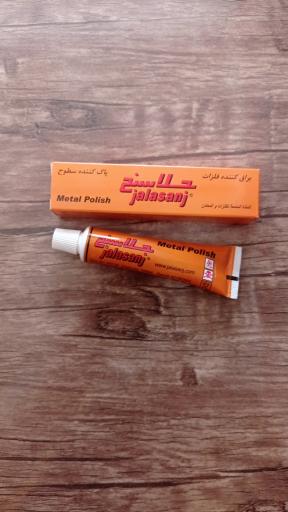 براق کننده فلزات
جلاسنج
پاک کننده سطوح
jalasanj®
Metal Polish
Metal Polish
جلاسنج
jalasanj®
www.jalasanj.com